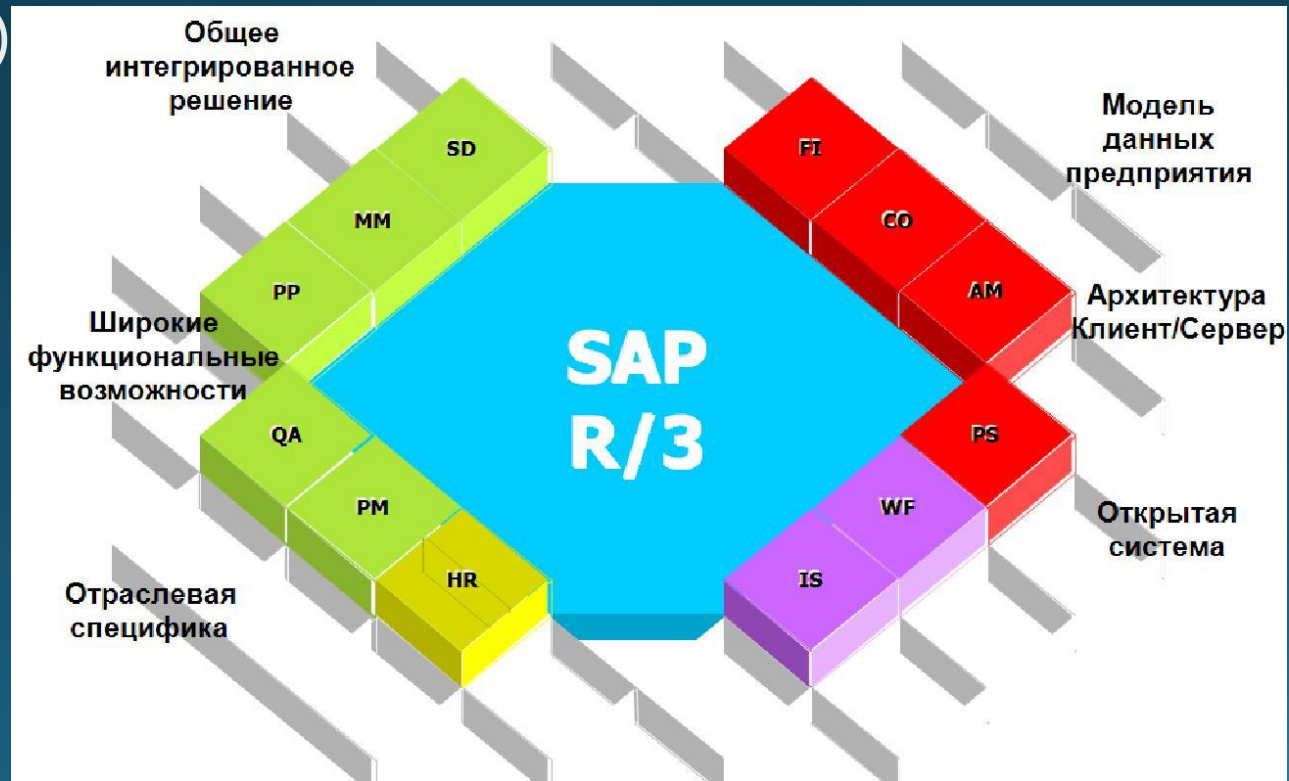 Общее
интегрированное
решение
Модель
данных
предприятия
SD
FI
MM
CO
PP
AM
Архитектура
Клиент/Сервер
Широкие
функциональные
возможности
SAP
R/3
QA
PS
PM
WF
Открытая
система
HR
IS
Отраслевая
специфика